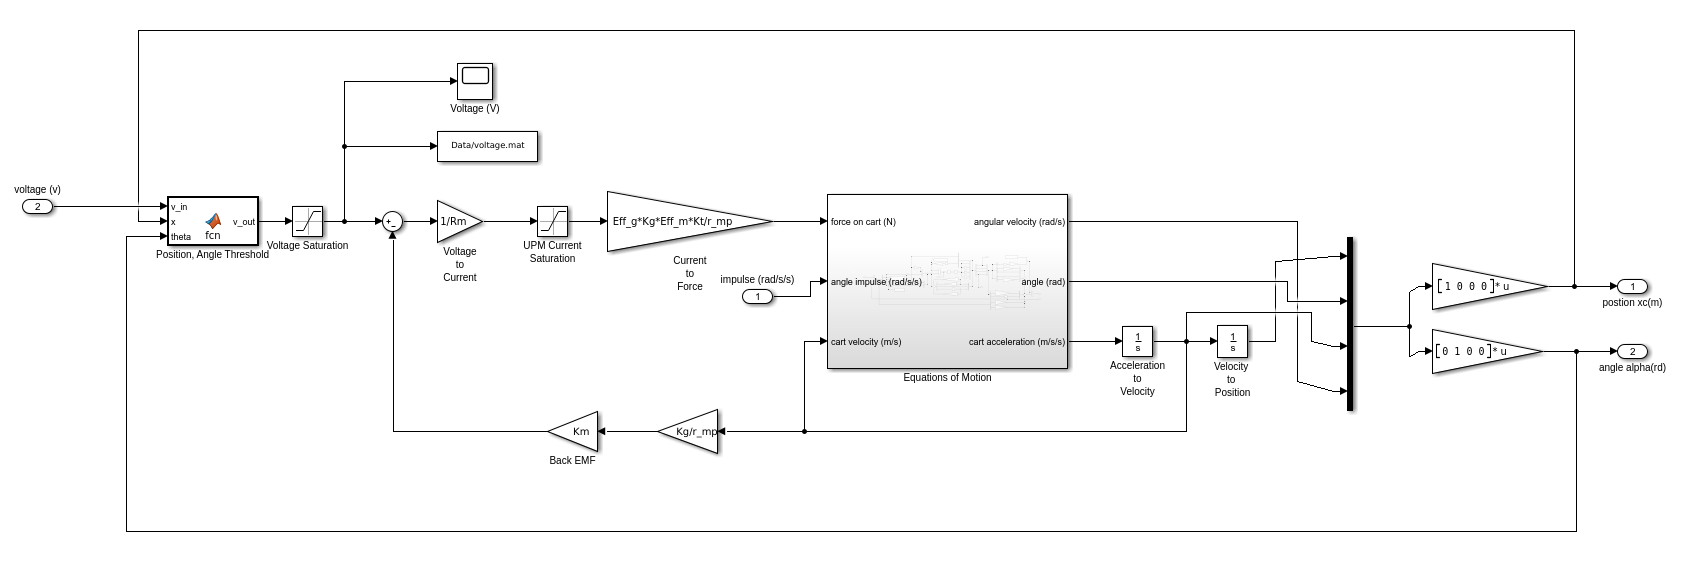 Voltage (V)
Data/voltage.mat
voltage (v)
2
v_in
x
theta
fcn
v_out
Position, Angle Threshold
Voltage Saturation
+
-
1/Rm
Voltage
to
Current
UPM Current
Saturation
Eff_g*Kg*Eff_m*Kt/r_mp
Current
to
Force
impulse (rad/s/s)
1
force on cart (N)
angle impulse (rad/s/s)
cart velocity (m/s)
angular velocity (rad/s)
angle (rad)
cart acceleration (m/s/s)
Equations of Motion
1
s
Acceleration
to
Velocity
1
s
Velocity
to
Position
[1 0 0 0]*u
1
postion xc(m)
[0 1 0 0]*u
2
angle alpha(rd)
Km
Back EMF
Kg/r_mp